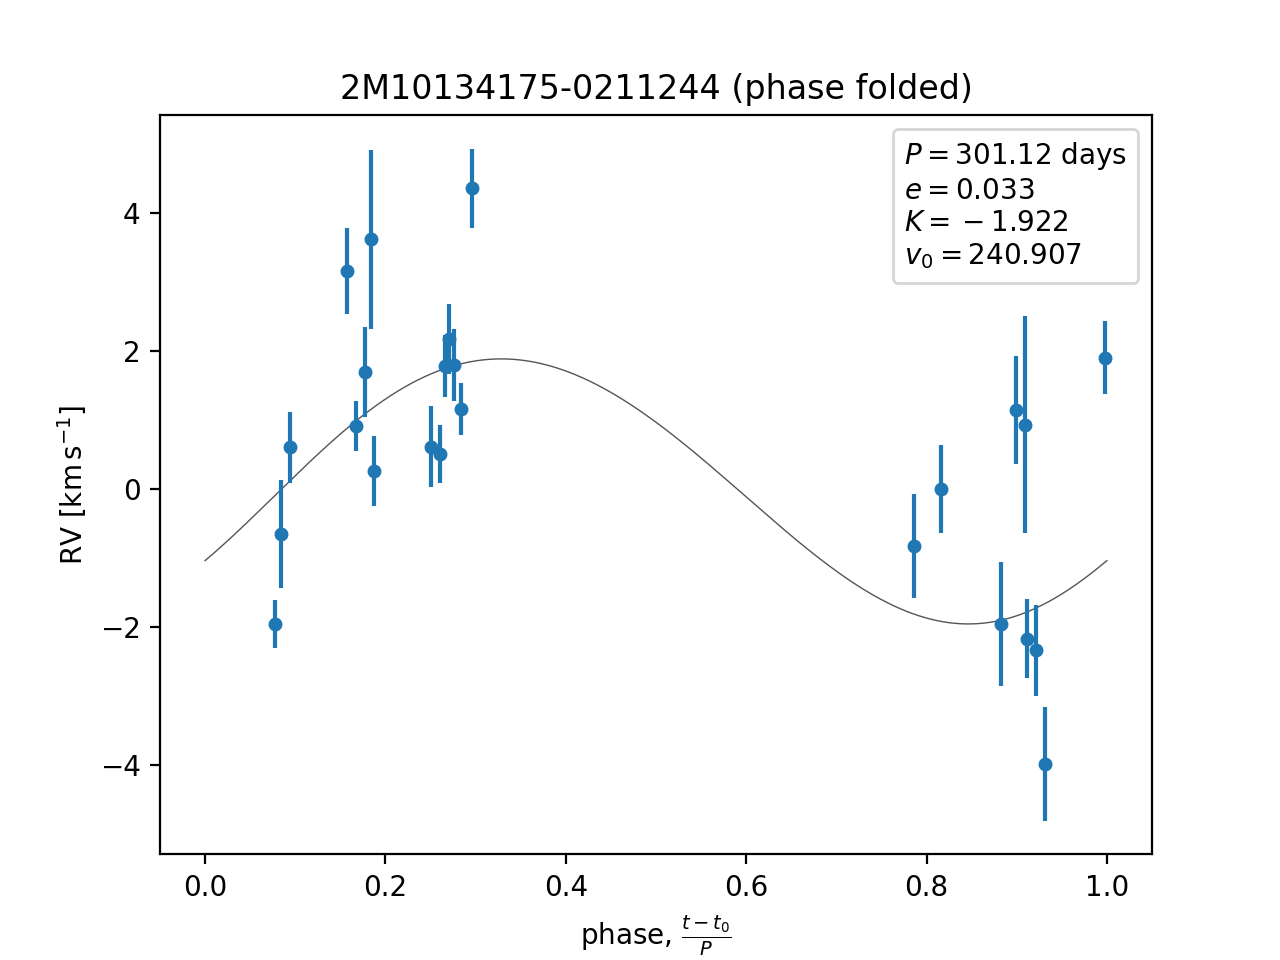 2M10134175-0211244 (phase folded)
P = 301.12 days
e = 0.033
K = −1.922
v₀ = 240.907
RV [km s⁻¹]
4
2
0
−2
−4
0.0 0.2 0.4 0.6 0.8 1.0
phase, (t − t₀)/P